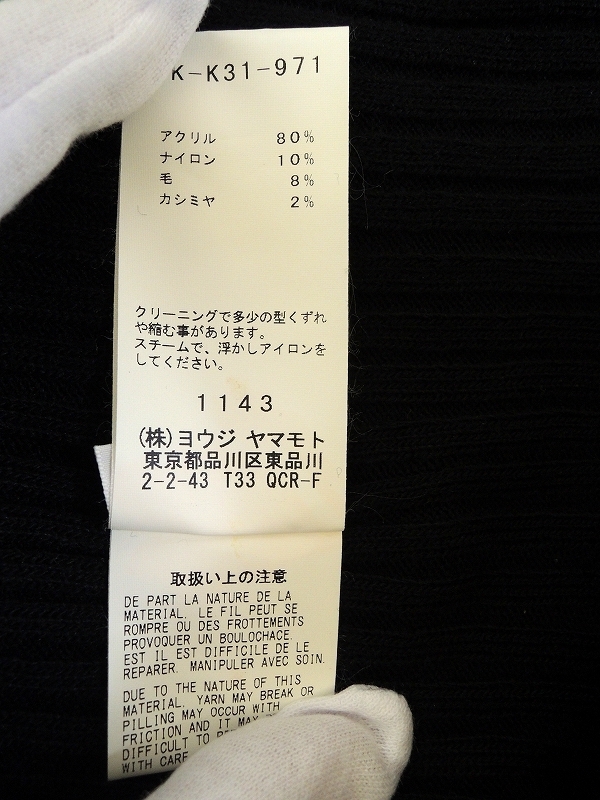 K-K31-971
アクリル 80%
ナイロン 10%
毛 8%
カシミヤ 2%
クリーニングで多少の型くずれ
や縮む事があります。
スチームで、浮かしアイロンを
してください。
1143
(株)ヨウジ ヤマモト
東京都品川区東品川
2-2-43 T33 QCR-F
取扱い上の注意
DE PART LA NATURE DE LA
MATERIAL. LE FIL PEUT SE
ROMPRE OU DES FROTTEMENTS
PROVOQUER UN BOULOCHACE.
EST IL EST DIFFICILE DE LE
REPARER. MANIPULER AVEC SOIN.
DUE TO THE NATURE OF THIS
MATERIAL. YARN MAY BREAK OR
PILLING MAY OCCUR WITH
FRICTION AND IT MAY
DIFFICULT TO
WITH CARE